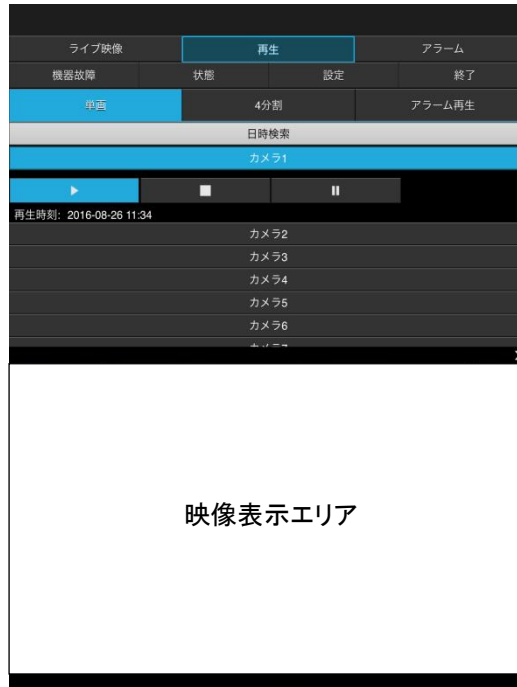 ライブ映像 再生 アラーム
機器故障 状態 設定 終了
単画 4分割 アラーム再生
日時検索
カメラ1
再生時刻: 2016-08-26 11:34
カメラ2
カメラ3
カメラ4
カメラ5
カメラ6
映像表示エリア